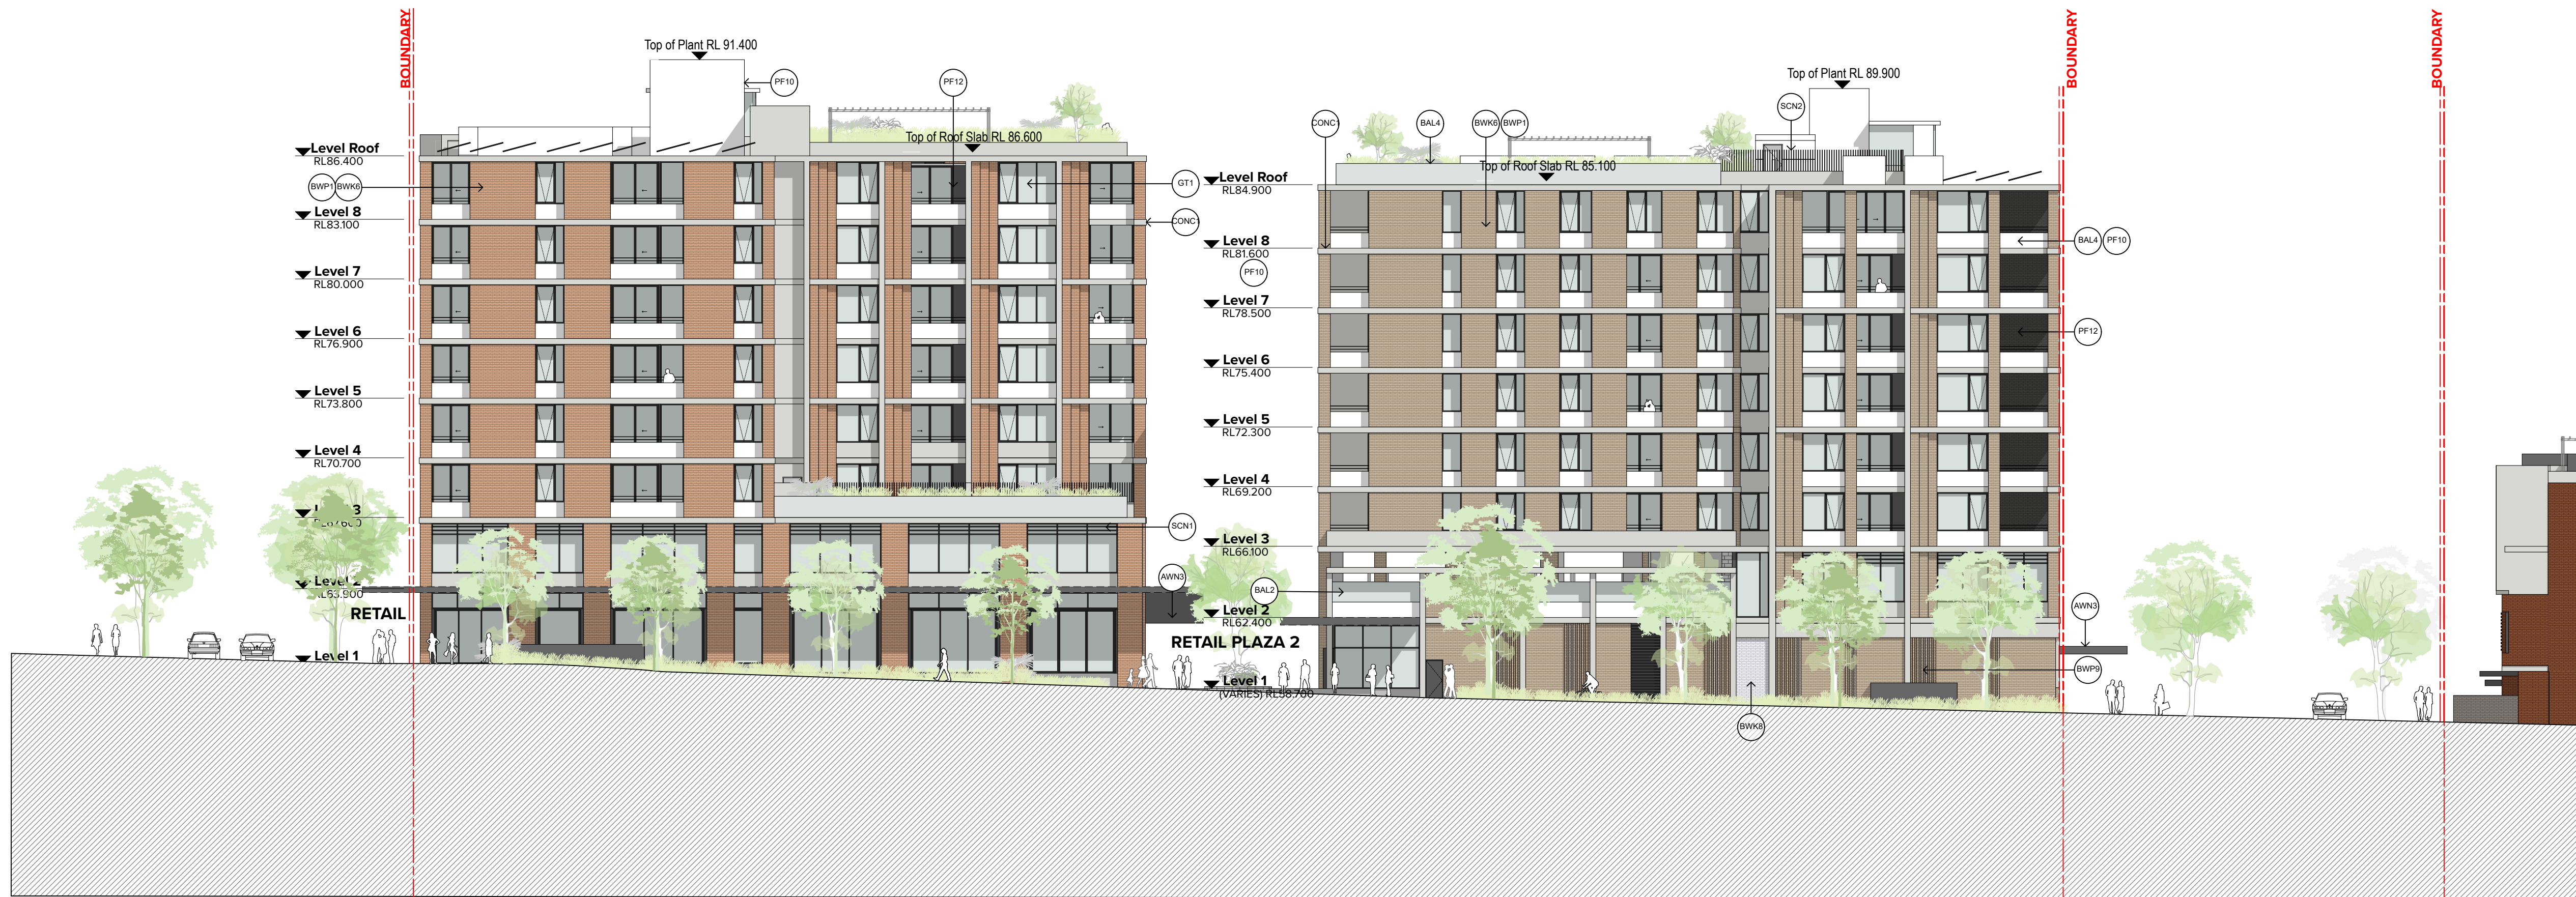 BOUNDARY
Top of Plant RL 91.400
PF10
PF12
Top of Roof Slab RL 86.600
Level Roof
RL86.400
BWP1 BWK6
Level 8
RL83.100
Level 7
RL80.000
Level 6
RL76.900
Level 5
RL73.800
Level 4
RL70.700
RETAIL
Level 1
GT1
CONC1
SCN1
AWN3
RETAIL PLAZA 2
BOUNDARY
Top of Plant RL 89.900
SCN2
CONC1
BAL4
BWK6 BWP1
Top of Roof Slab RL 85.100
Level Roof
RL84.900
Level 8
RL81.600
PF10
Level 7
RL78.500
Level 6
RL75.400
Level 5
RL72.300
Level 4
RL69.200
Level 3
RL66.100
BAL2
Level 2
RL62.400
Level 1
(VARIES) RL58.700
BAL4 PF10
PF12
AWN3
BWP9
BWK8
BOUNDARY